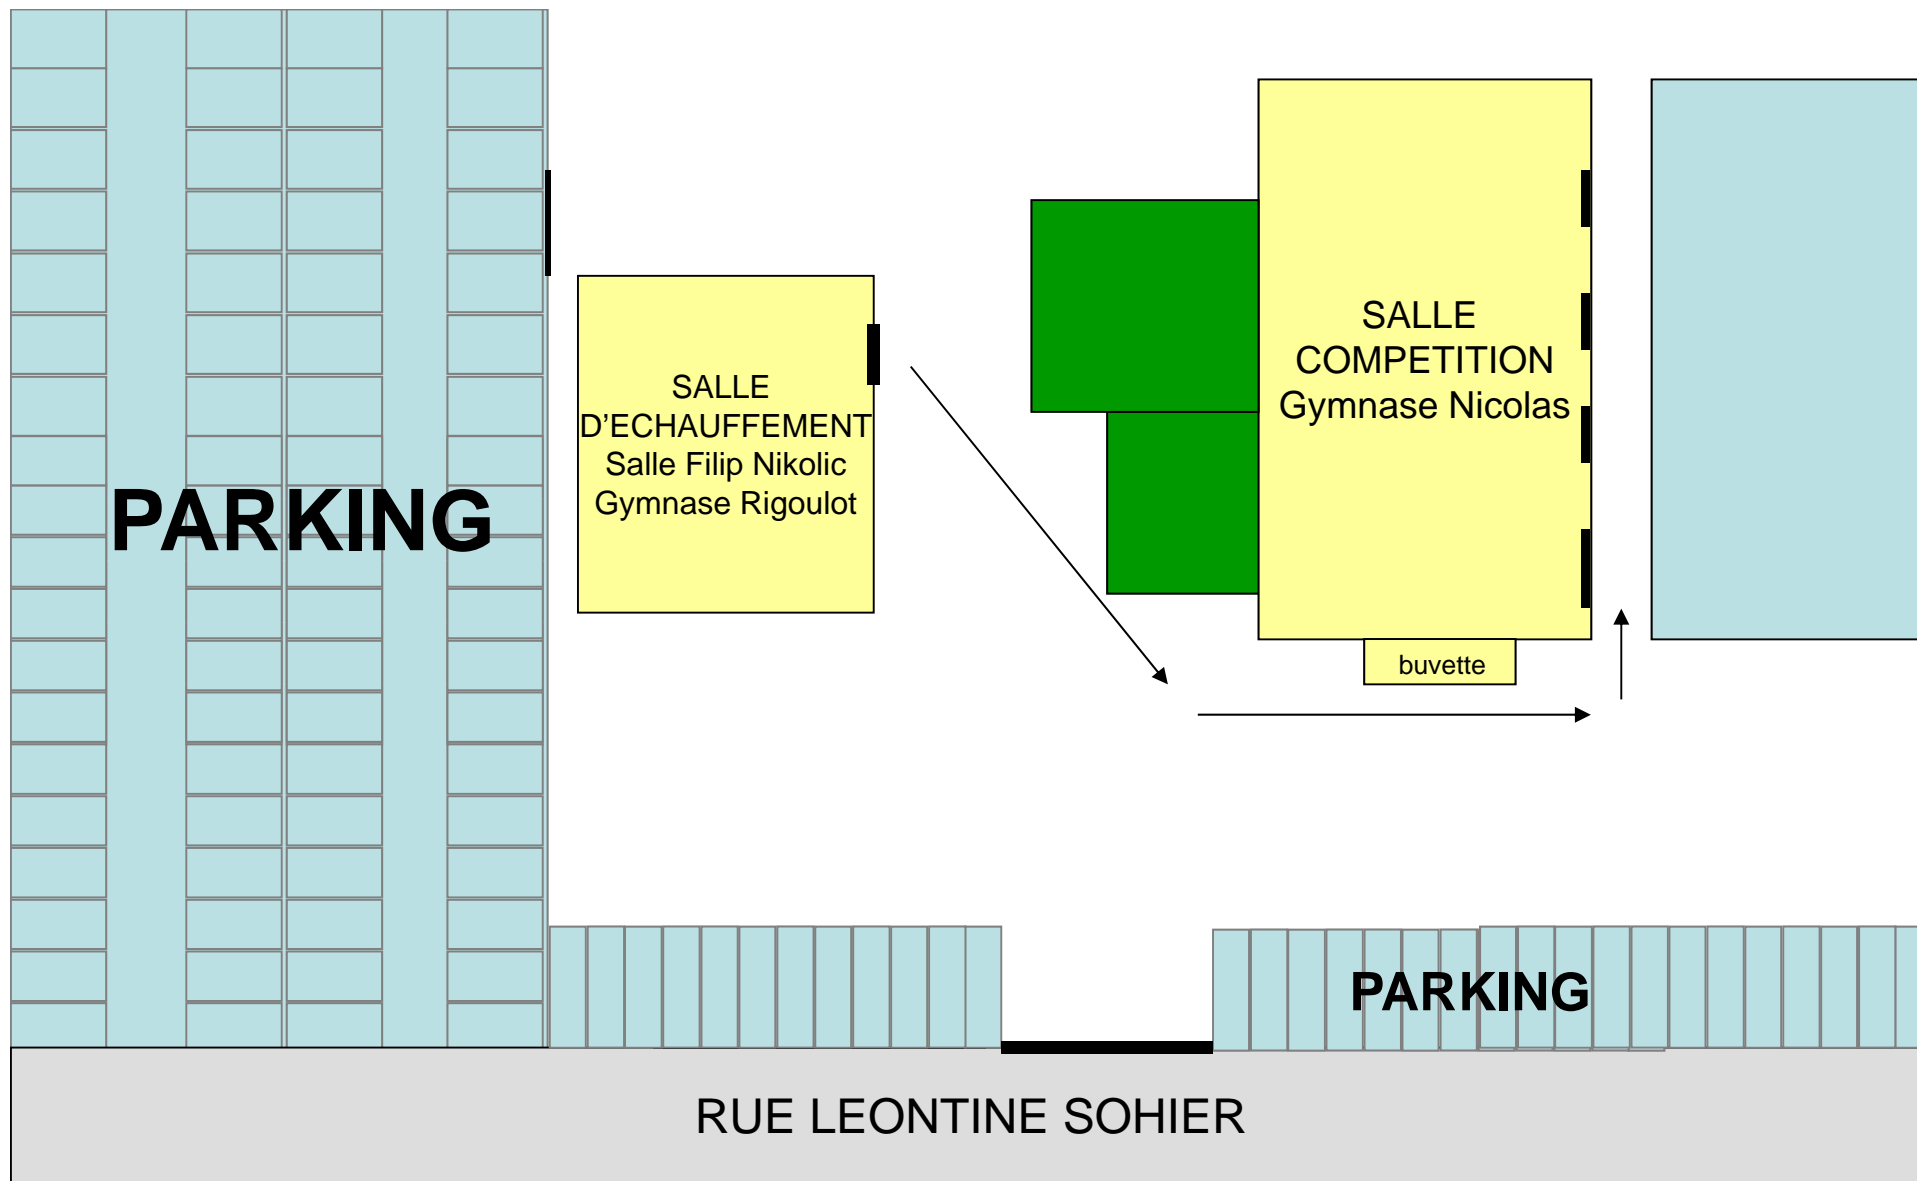 PARKING
SALLE
D’ECHAUFFEMENT
Salle Filip Nikolic
Gymnase Rigoulot
SALLE
COMPETITION
Gymnase Nicolas
buvette
PARKING
RUE LEONTINE SOHIER